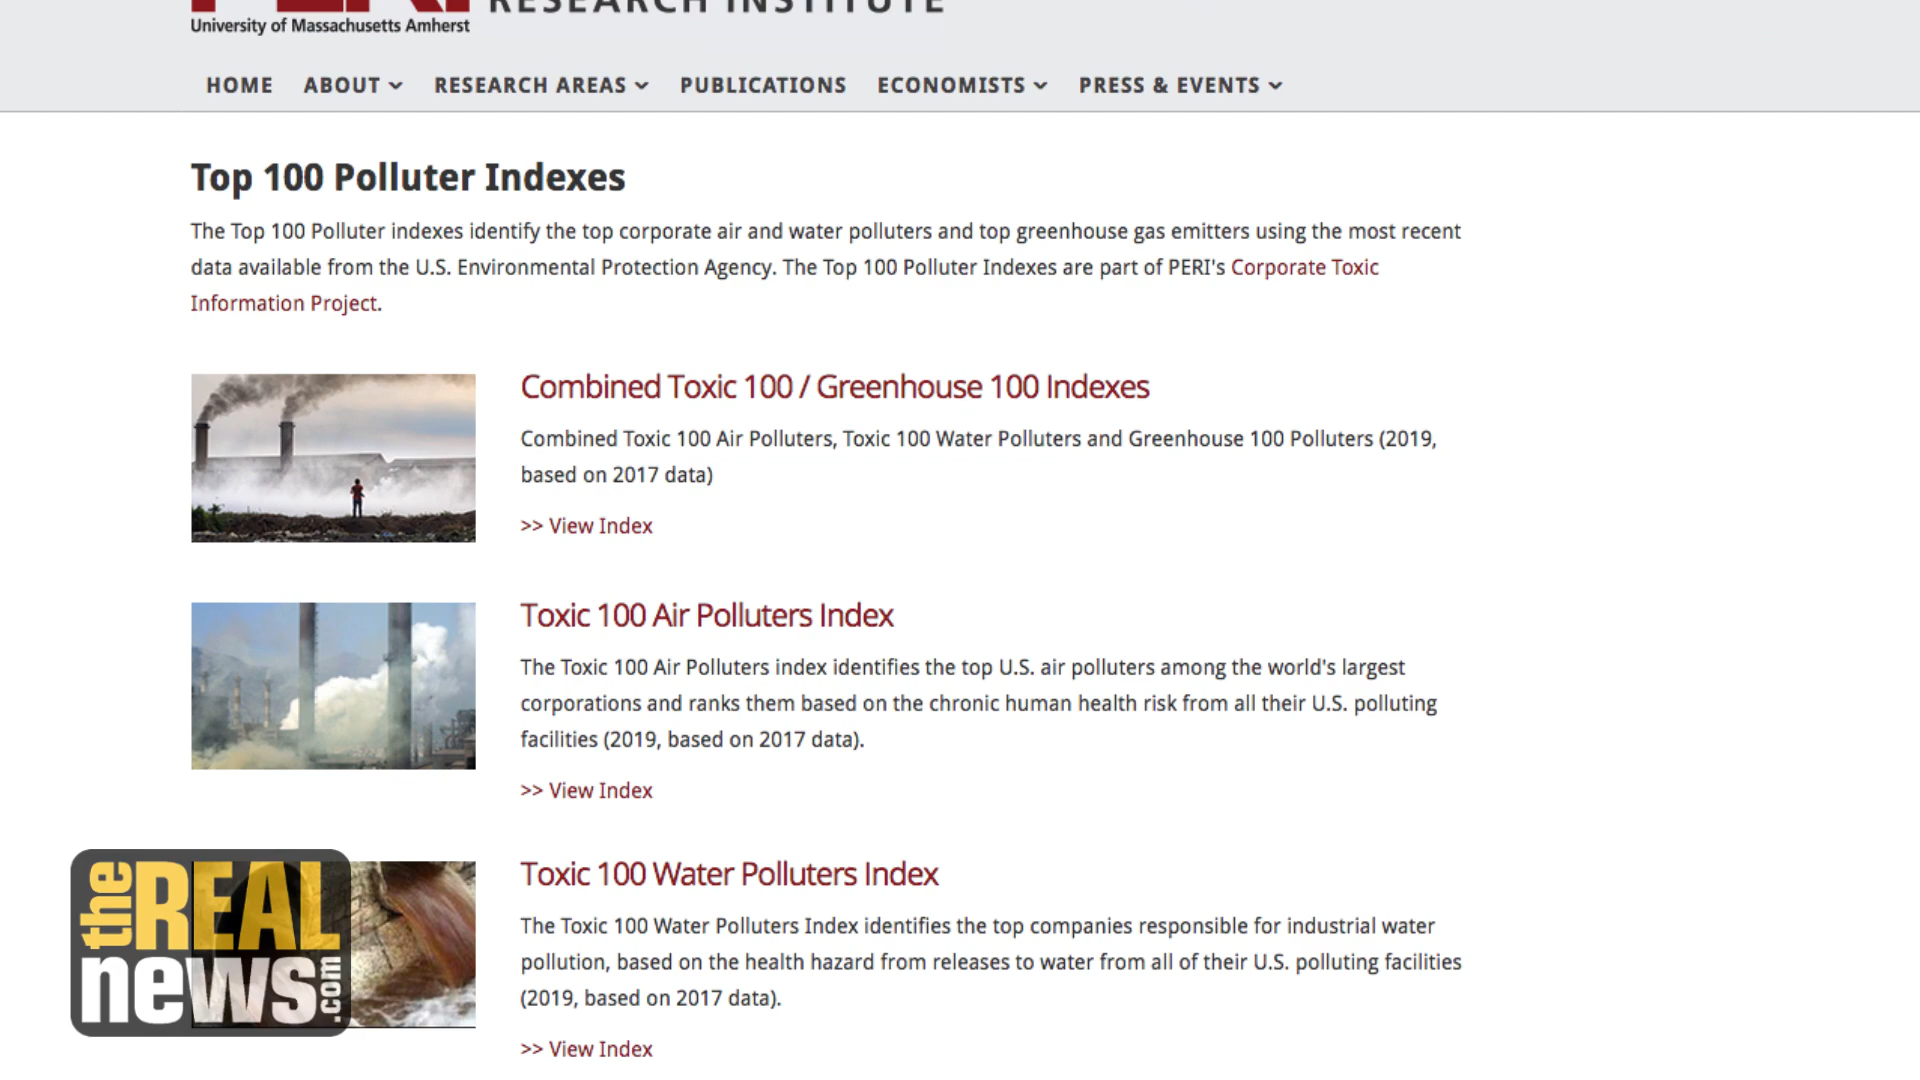 PERI RESEARCH INSTITUTE
University of Massachusetts Amherst
HOME ABOUT RESEARCH AREAS PUBLICATIONS ECONOMISTS PRESS & EVENTS
Top 100 Polluter Indexes
The Top 100 Polluter indexes identify the top corporate air and water polluters and top greenhouse gas emitters using the most recent
data available from the U.S. Environmental Protection Agency. The Top 100 Polluter Indexes are part of PERI's Corporate Toxic
Information Project.
Combined Toxic 100 / Greenhouse 100 Indexes
Combined Toxic 100 Air Polluters, Toxic 100 Water Polluters and Greenhouse 100 Polluters (2019,
based on 2017 data)
>> View Index
Toxic 100 Air Polluters Index
The Toxic 100 Air Polluters index identifies the top U.S. air polluters among the world's largest
corporations and ranks them based on the chronic human health risk from all their U.S. polluting
facilities (2019, based on 2017 data).
>> View Index
Toxic 100 Water Polluters Index
The Toxic 100 Water Polluters Index identifies the top companies responsible for industrial water
pollution, based on the health hazard from releases to water from all of their U.S. polluting facilities
(2019, based on 2017 data).
>> View Index
the REAL
news.com